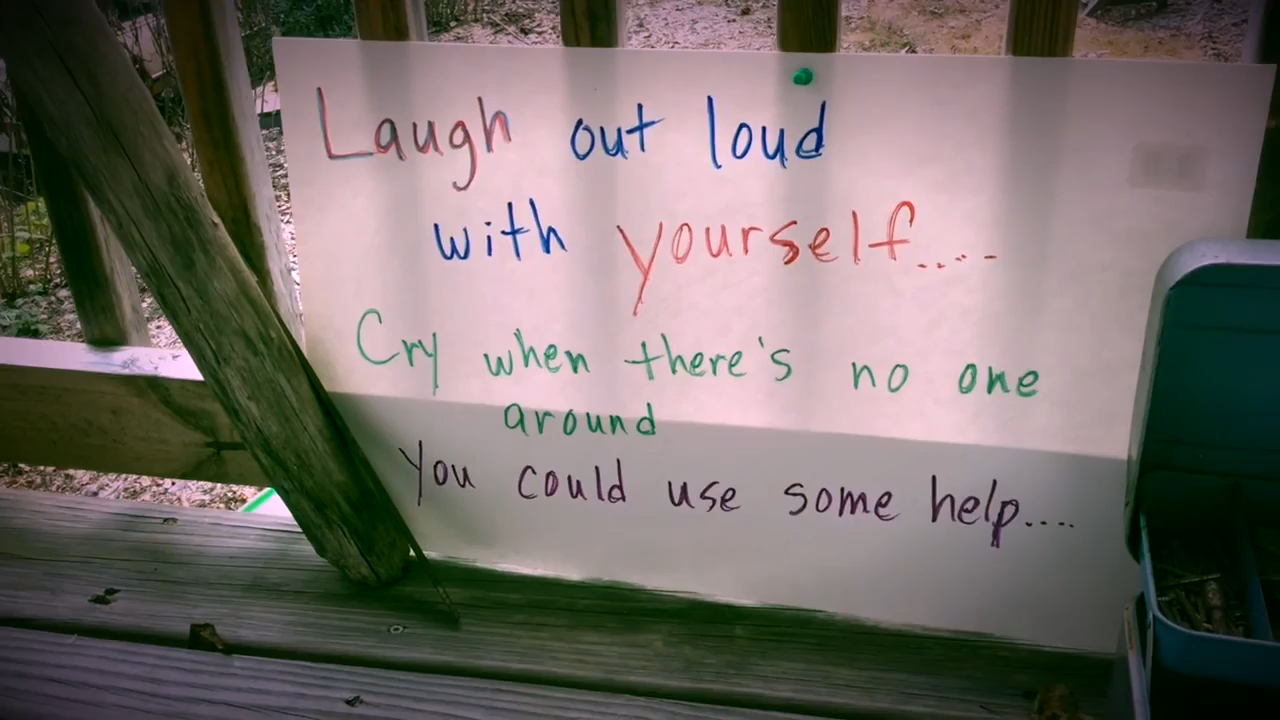 Laugh out loud
with yourself.....
Cry when there's no one
around
You could use some help....